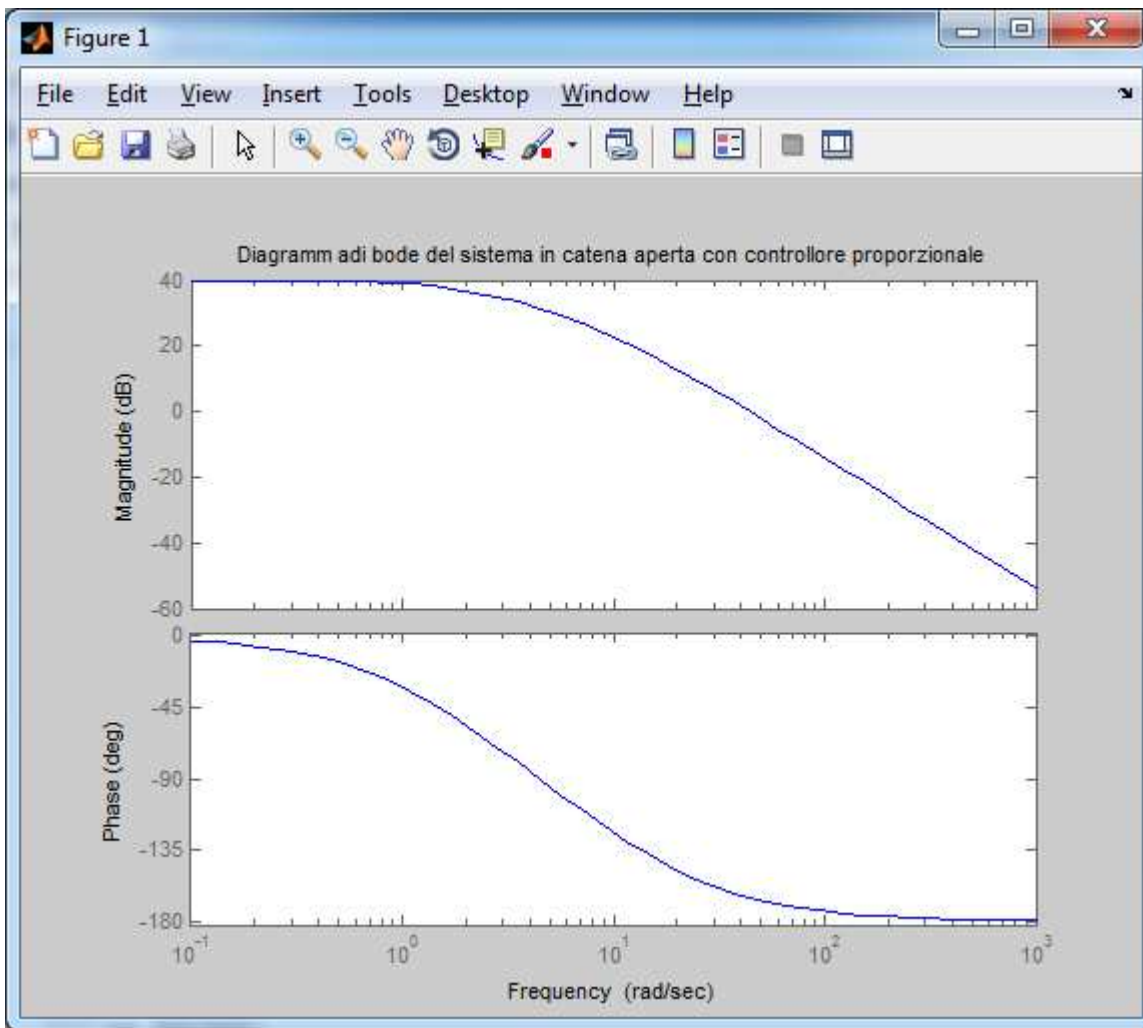 Figure 1
File Edit View Insert Tools Desktop Window Help
Diagramm adi bode del sistema in catena aperta con controllore proporzionale
40
20
0
-20
-40
-60
Magnitude (dB)
0
-45
-90
-135
-180
Phase (deg)
10^-1 10^0 10^1 10^2 10^3
Frequency (rad/sec)